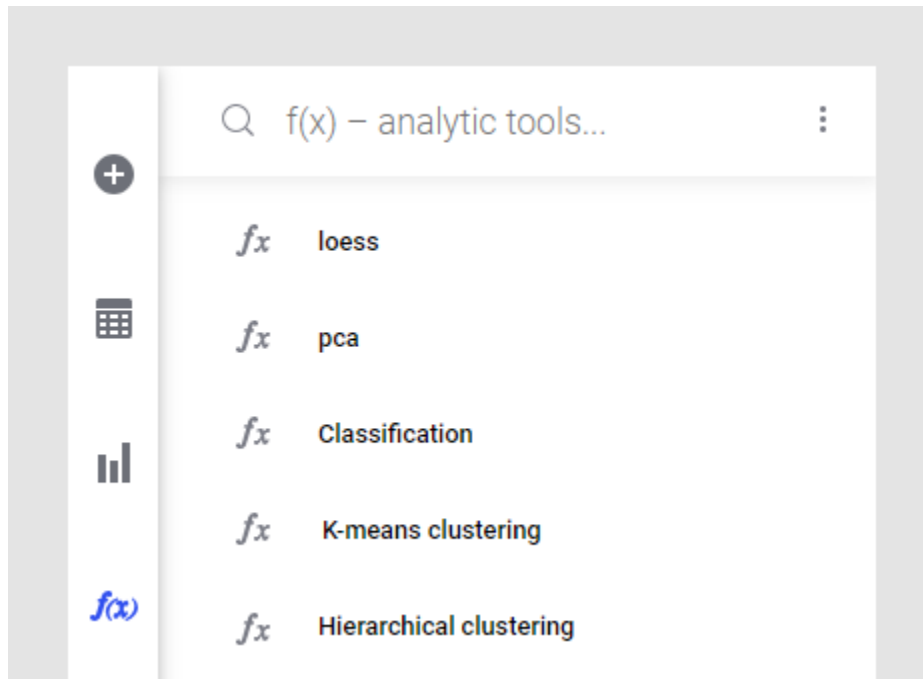 f(x) – analytic tools...
fx loess
fx pca
fx Classification
fx K-means clustering
f(x)
fx Hierarchical clustering